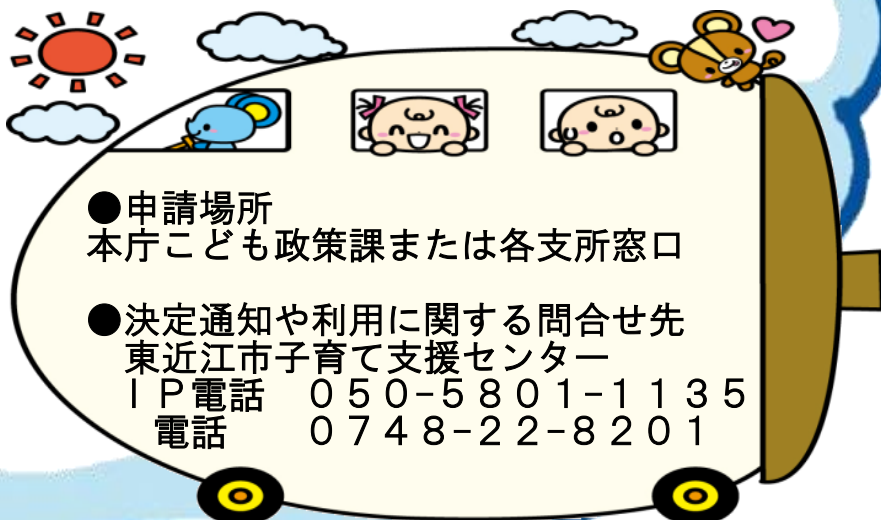 ●申請場所
本庁こども政策課または各支所窓口
●決定通知や利用に関する問合せ先
東近江市子育て支援センター
ＩＰ電話　０５０-５８０１-１１３５
電話　　０７４８-２２-８２０１